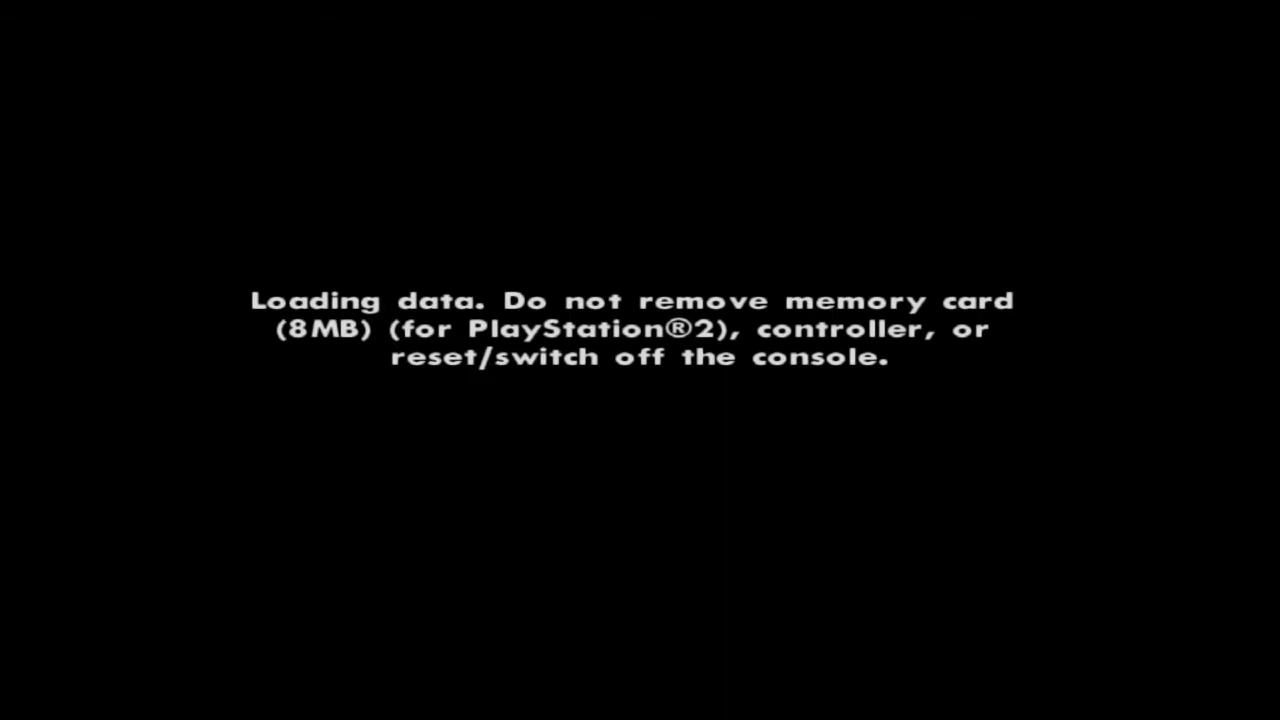 Loading data. Do not remove memory card
(8MB) (for PlayStation®2), controller, or
reset/switch off the console.